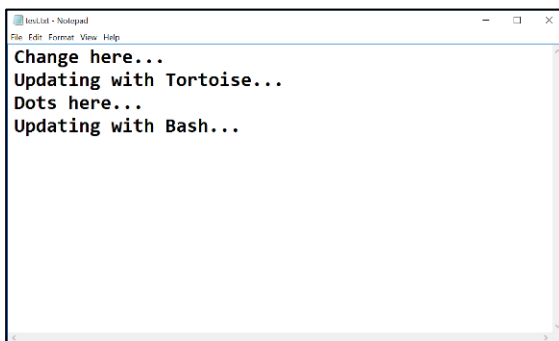 test.txt - Notepad
File Edit Format View Help
Change here...
Updating with Tortoise...
Dots here...
Updating with Bash...